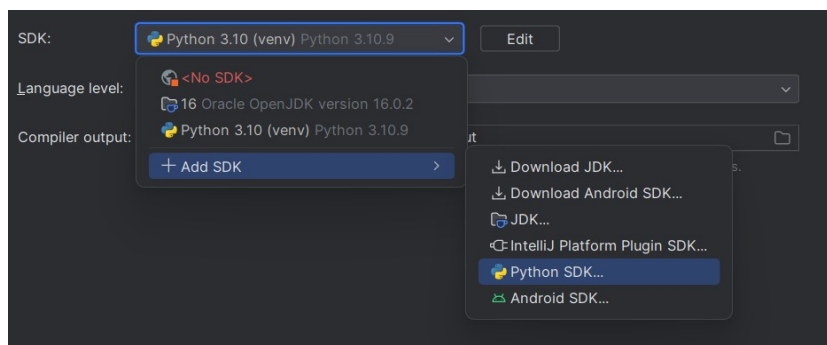 SDK: Python 3.10 (venv) Python 3.10.9 Edit
<No SDK>
Language level:
16 Oracle OpenJDK version 16.0.2
Compiler output: Python 3.10 (venv) Python 3.10.9 ut
+ Add SDK
s.
Download JDK...
Download Android SDK...
JDK...
IntelliJ Platform Plugin SDK...
Python SDK...
Android SDK...